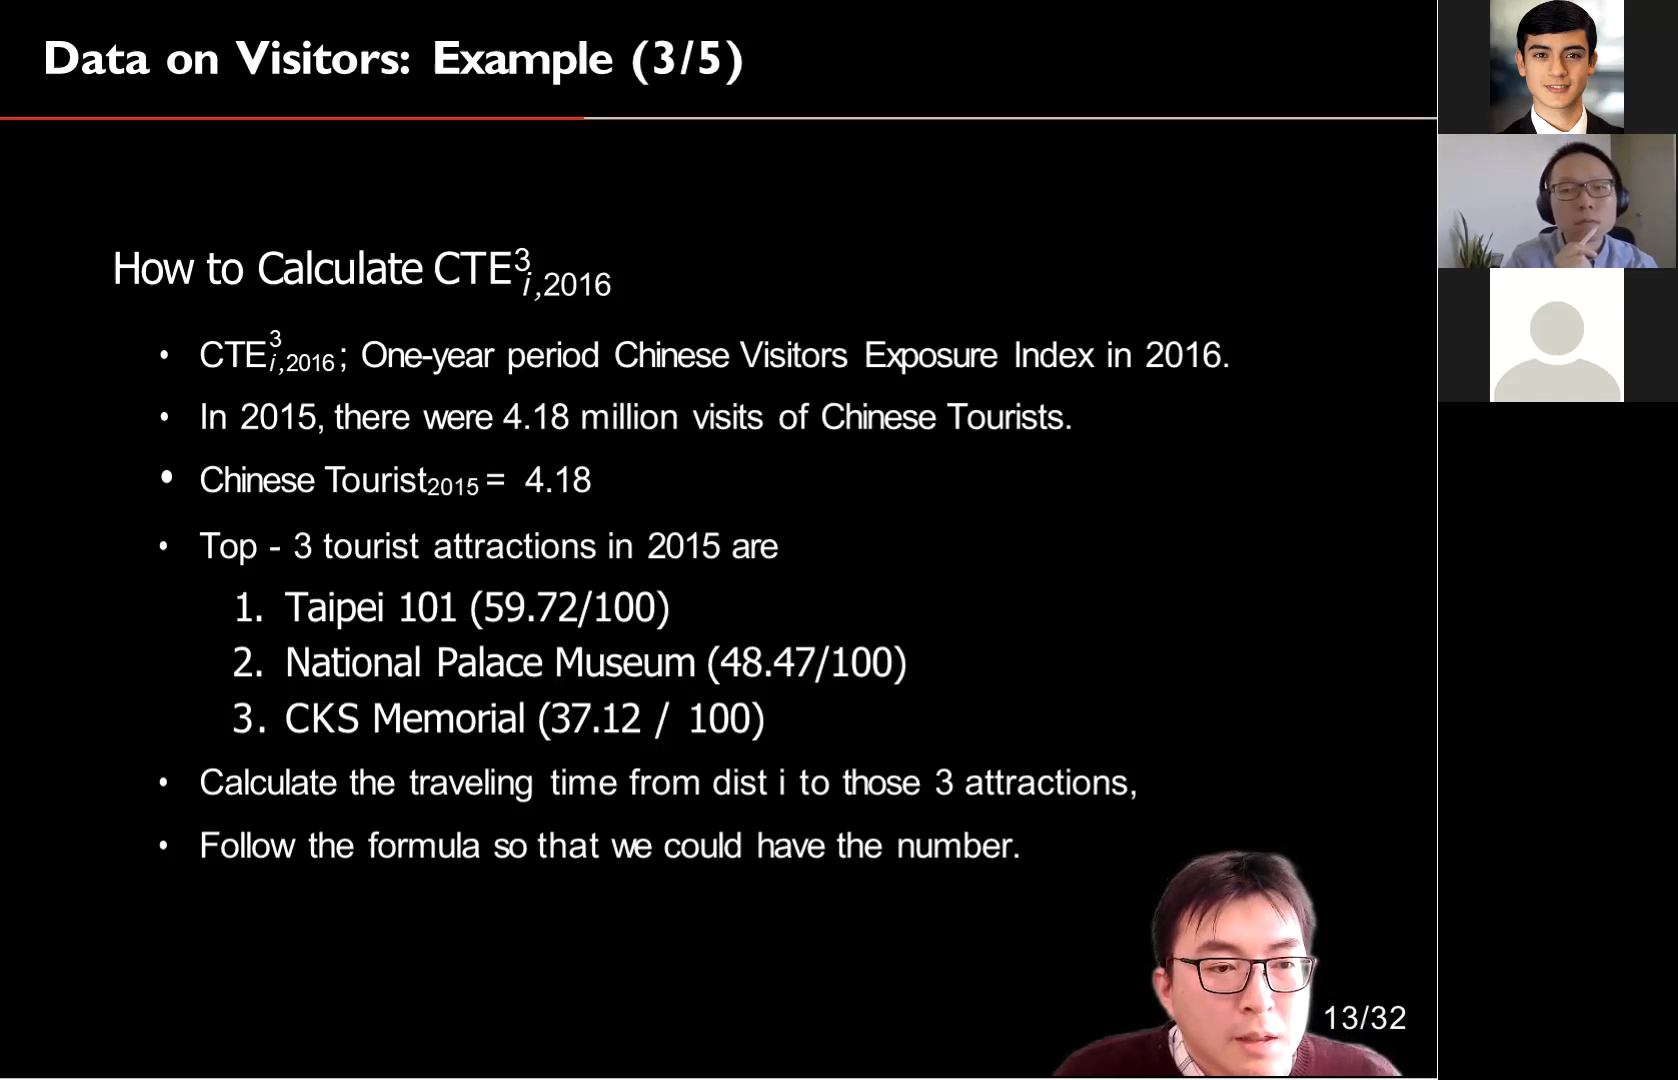 Data on Visitors: Example (3/5)
How to Calculate CTE³ᵢ,₂₀₁₆
• CTE³ᵢ,₂₀₁₆; One-year period Chinese Visitors Exposure Index in 2016.
• In 2015, there were 4.18 million visits of Chinese Tourists.
• Chinese Tourist₂₀₁₅ = 4.18
• Top - 3 tourist attractions in 2015 are
1. Taipei 101 (59.72/100)
2. National Palace Museum (48.47/100)
3. CKS Memorial (37.12 / 100)
• Calculate the traveling time from dist i to those 3 attractions,
• Follow the formula so that we could have the number.
13/32